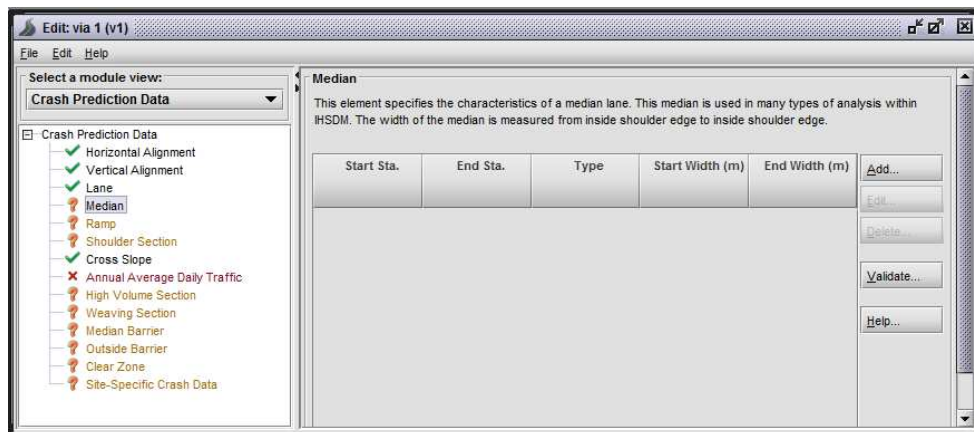 Edit: via 1 (v1)
File Edit Help
Select a module view:
Crash Prediction Data
Crash Prediction Data
Horizontal Alignment
Vertical Alignment
Lane
Median
Ramp
Shoulder Section
Cross Slope
Annual Average Daily Traffic
High Volume Section
Weaving Section
Median Barrier
Outside Barrier
Clear Zone
Site-Specific Crash Data
Median
This element specifies the characteristics of a median lane. This median is used in many types of analysis within
IHSDM. The width of the median is measured from inside shoulder edge to inside shoulder edge.
Start Sta. End Sta. Type Start Width (m) End Width (m)
Add...
Edit...
Delete...
Validate...
Help...